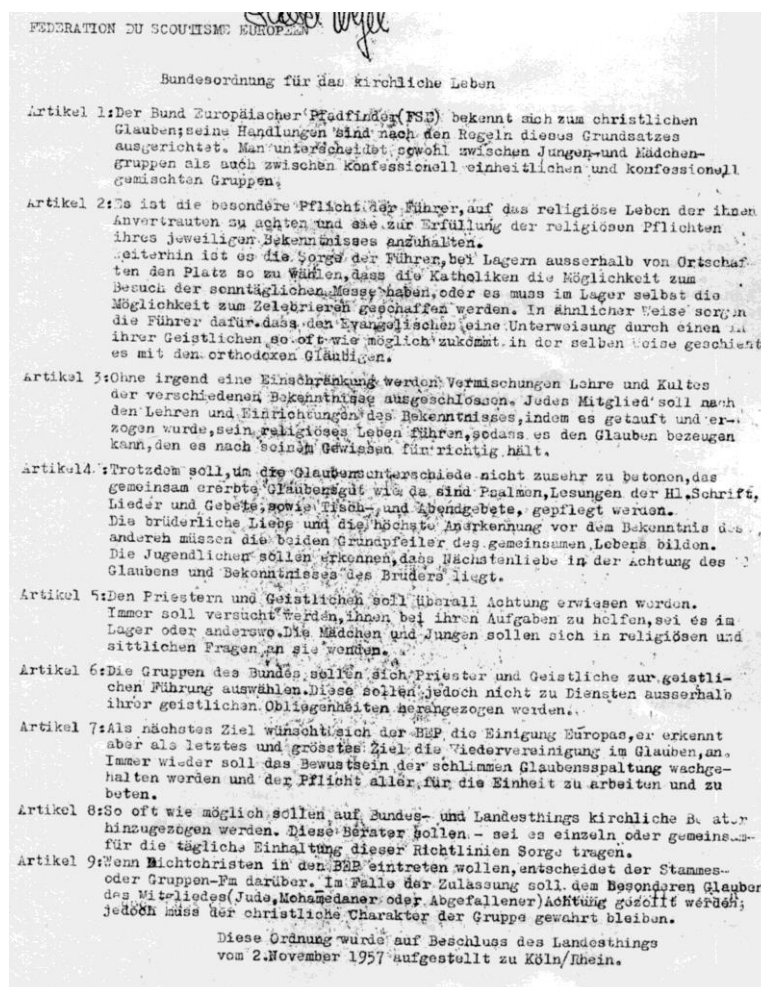 FEDERATION DU SCOUTISME EUROPEEN
Bundesordnung für das kirchliche Leben
Artikel 1:Der Bund Europäischer Pfadfinder(FSE) bekennt sich zum christlichen
Glauben;seine Handlungen sind nach den Regeln dieses Grundsatzes
ausgerichtet. Man unterscheidet sowohl zwischen Jungen-und Mädchen-
gruppen als auch zwischen konfessionell einheitlichen und konfessionell
gemischten Gruppen.
Artikel 2:Es ist die besondere Pflicht der Führer,auf das religiöse Leben der ihnen
Anvertrauten zu achten und sie zur Erfüllung der religiösen Pflichten
ihres jeweiligen Bekenntnisses anzuhalten.
Weiterhin ist es die Sorge der Führer,bei Lagern ausserhalb von Ortschaf-
ten den Platz so zu wählen,dass die Katholiken die Möglichkeit zum
Besuch der sonntäglichen Messe haben,oder es muss im Lager selbst die
Möglichkeit zum Zelebrieren geschaffen werden. In ähnlicher Weise sorgen
die Führer dafür.dass den Evangelischen eine Unterweisung durch einen
ihrer Geistlichen so oft wie möglich zukommt.in der selben Weise geschieht
es mit den orthodoxen Gläubigen.
Artikel 3:Ohne irgend eine Einschränkung werden Vermischungen Lehre und Kultes
der verschiedenen Bekenntnisse ausgeschlossen. Jedes Mitglied soll nach
den Lehren und Einrichtungen des Bekenntnisses,indem es getauft und er-
zogen wurde,sein religiöses Leben führen,sodass es den Glauben bezeugen
kann,den es nach seinem Gewissen für richtig hält.
Artikel4.:Trotzdem soll,um die Glaubensunterschiede nicht zusehr zu betonen,das
gemeinsam ererbte Glaubensgut wie da sind Psalmen,Lesungen der Hl.Schrift,
Lieder und Gebete,sowie Tisch-,und Abendgebete, gepflegt werden.
Die brüderliche Liebe und die höchste Anerkennung vor dem Bekenntnis des
anderen müssen die beiden Grundpfeiler des gemeinsamen Lebens bilden.
Die Jugendlichen sollen erkennen,dass Nächstenliebe in der Achtung des
Glaubens und Bekenntnisses des Bruders liegt.
Artikel 5:Den Priestern und Geistlichen soll überall Achtung erwiesen werden.
Immer soll versucht werden,ihnen bei ihren Aufgaben zu helfen,sei es im
Lager oder anderswo.Die Mädchen und Jungen sollen sich in religiösen und
sittlichen Fragen an sie wenden.
Artikel 6:Die Gruppen des Bundes sollen sich Priester und Geistliche zur geistli-
chen Führung auswählen.Diese sollen jedoch nicht zu Diensten ausserhalb
ihrer geistlichen Obliegenheiten herangezogen werden.
Artikel 7:Als nächstes Ziel wünscht sich der BEP die Einigung Europas,er erkennt
aber als letztes und grösstes Ziel die Wiedervereinigung im Glauben,an.
Immer wieder soll das Bewustsein der schlimmen Glaubensspaltung wachge-
halten werden und der Pflicht aller,für die Einheit zu arbeiten und zu
beten.
Artikel 8:So oft wie möglich sollen auf Bundes- und Landesthings kirchliche
hinzugezogen werden. Diese Berater sollen - sei es einzeln oder gemeinsam-
für die tägliche Einhaltung dieser Richtlinien Sorge tragen.
Artikel 9:Wenn Nichtchristen in den BEP eintreten wollen,entscheidet der Stammes-
oder Gruppen-Fm darüber. Im Falle der Zulassung soll dem Besonderen Glauben
des Mitgliedes(Jude,Mohamedaner oder Abgefallener)Achtung gezollt werden;
jedoch muss der christliche Charakter der Gruppe gewahrt bleiben.
Diese Ordnung wurde auf Beschluss des Landesthings
vom 2.November 1957 aufgestellt zu Köln/Rhein.